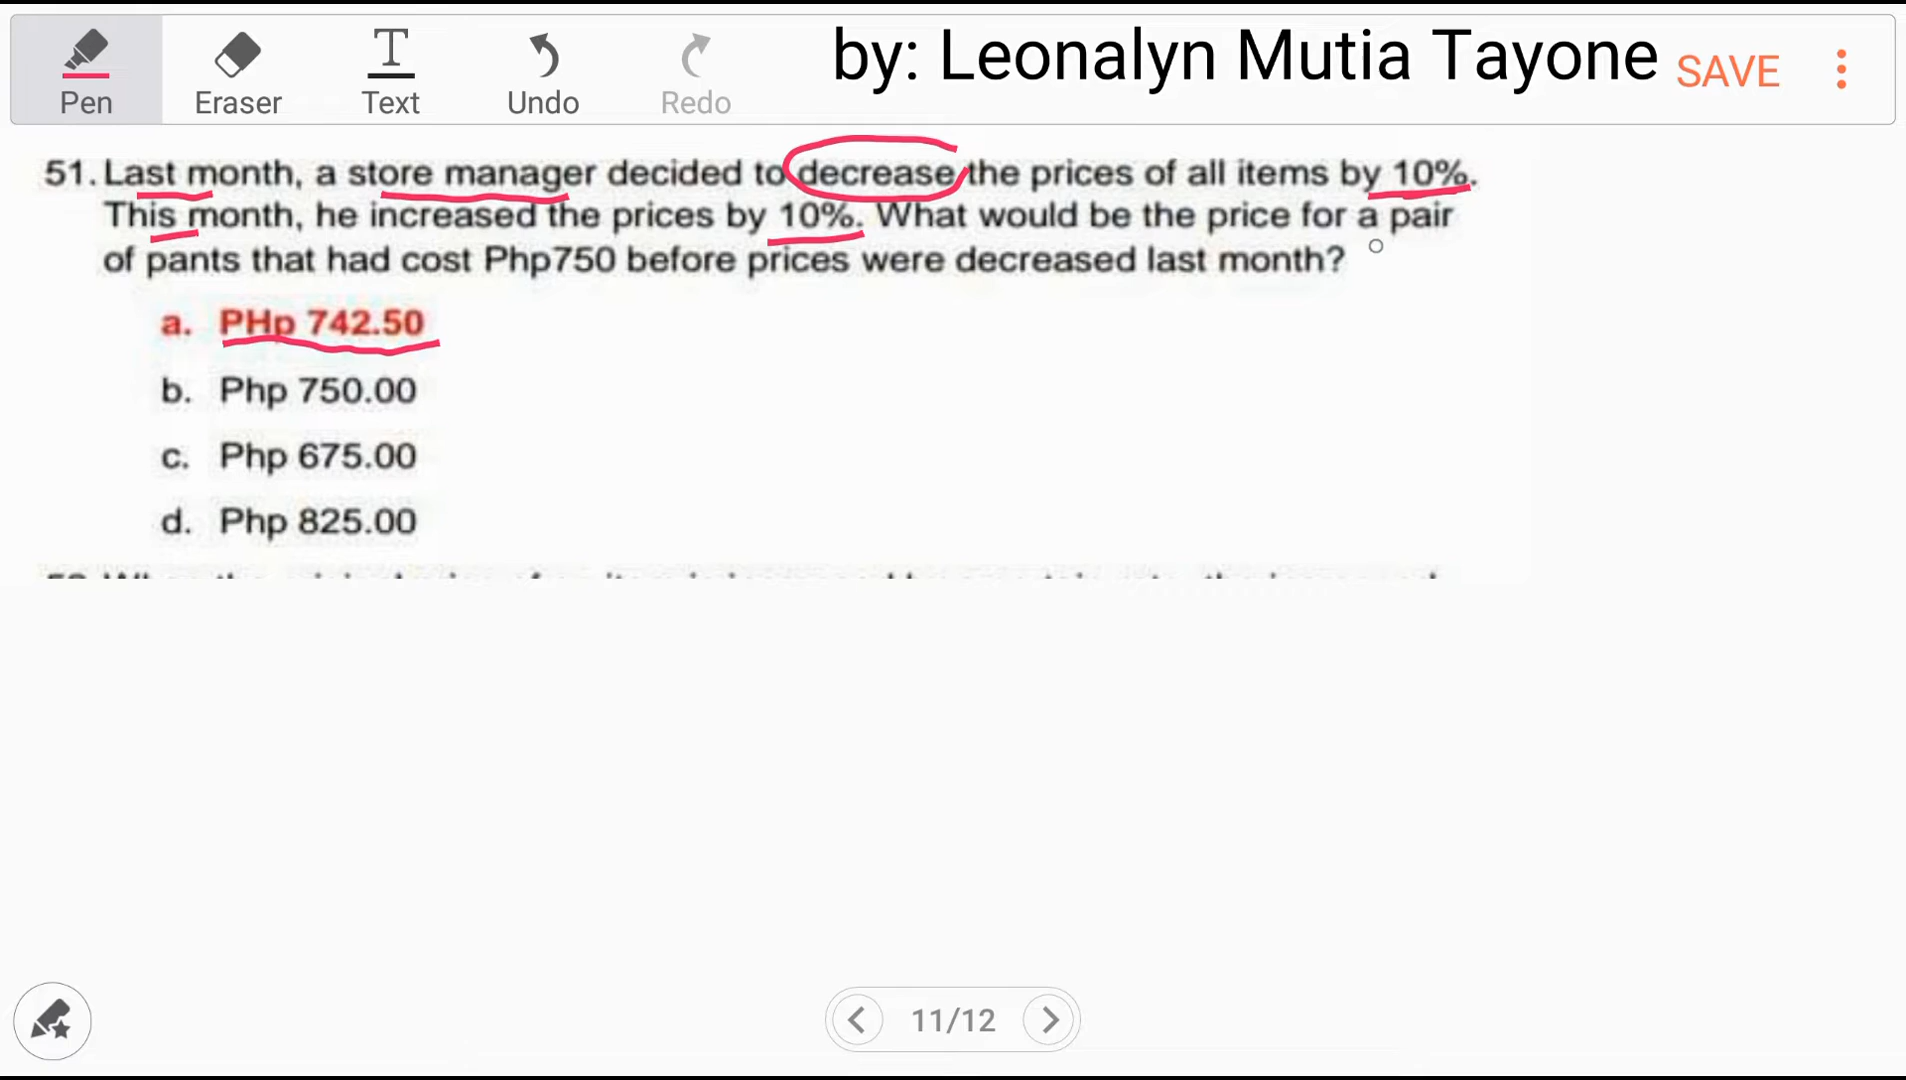 by: Leonalyn Mutia Tayone
SAVE
Pen
Eraser
Text
Undo
Redo
51. Last month, a store manager decided to decrease the prices of all items by 10%.
This month, he increased the prices by 10%. What would be the price for a pair
of pants that had cost Php750 before prices were decreased last month?
a. PHp 742.50
b. Php 750.00
c. Php 675.00
d. Php 825.00
11/12